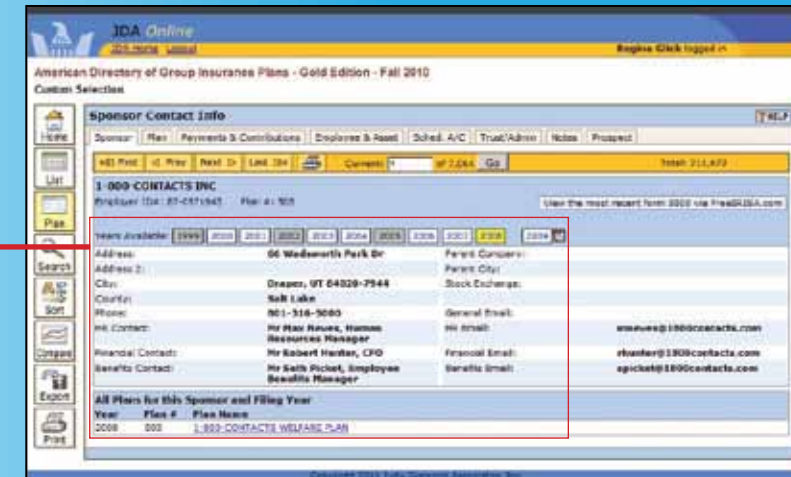 JDA Online
JDA Home Logout
Regina Glick logged in
American Directory of Group Insurance Plans - Gold Edition - Fall 2010
Custom Selection
Home
List
Plan
Search
Sort
Compare
Export
Print
Sponsor Contact Info
HELP
Sponsor Plan Payments & Contributions Employee & Asset Sched. A/C Trust/Admin Notes Prospect
First Prev Next Last Current: of Go Total:
1-800 CONTACTS INC
Plan #: 503
View the most recent form 5500 via FreeERISA.com
Years Available: 1999 2000 2001 2002 2003 2004 2005 2006 2007 2008 2009
Address: 66 Wadsworth Park Dr Parent Company:
Address 2: Parent City:
City: Draper, UT 84020-7944 Stock Exchange:
County: Salt Lake
Phone: 801-316-5000 General Email:
HR Contact: Mr Max Neves, Human Resources Manager HR Email:
Financial Contact: Mr Robert Hunter, CFO Financial Email: rhunter@1800contacts.com
Benefits Contact: Mr Seth Picket, Employee Benefits Manager Benefits Email: spicket@1800contacts.com
All Plans for this Sponsor and Filing Year
Year Plan # Plan Name
2008 503 1-800 CONTACTS WELFARE PLAN